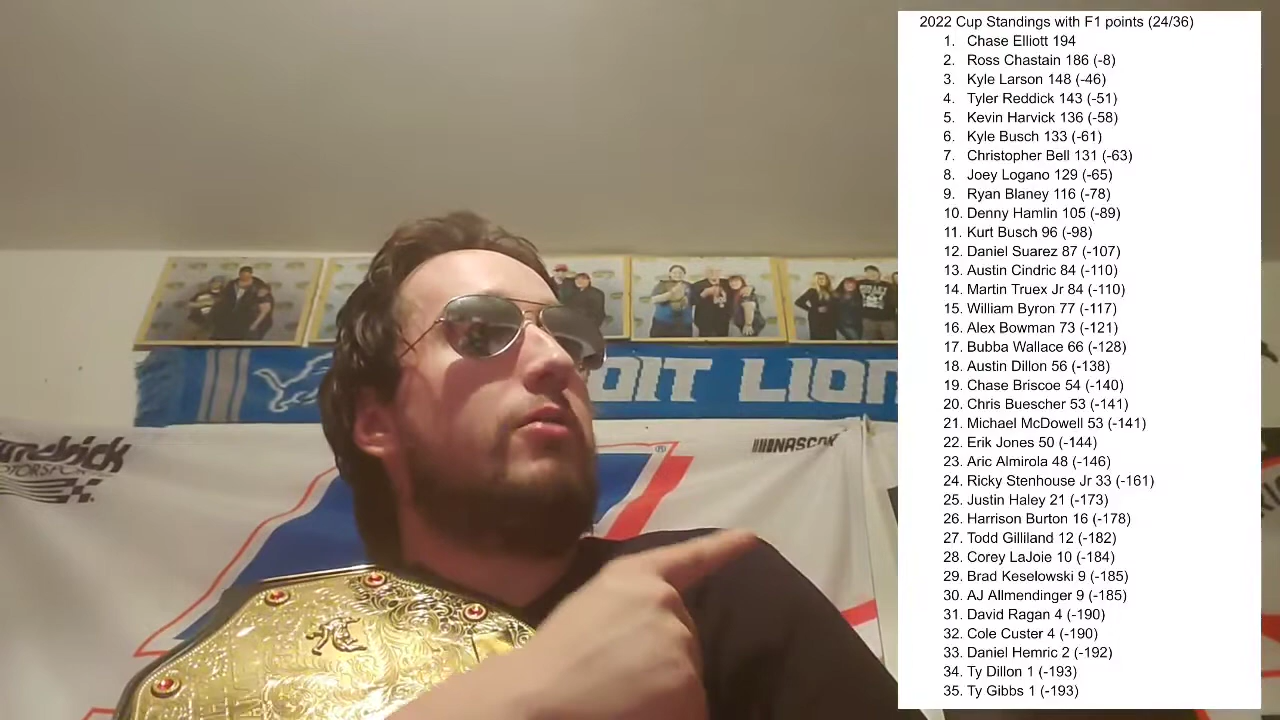 2022 Cup Standings with F1 points (24/36)
1. Chase Elliott 194
2. Ross Chastain 186 (-8)
3. Kyle Larson 148 (-46)
4. Tyler Reddick 143 (-51)
5. Kevin Harvick 136 (-58)
6. Kyle Busch 133 (-61)
7. Christopher Bell 131 (-63)
8. Joey Logano 129 (-65)
9. Ryan Blaney 116 (-78)
10. Denny Hamlin 105 (-89)
11. Kurt Busch 96 (-98)
12. Daniel Suarez 87 (-107)
13. Austin Cindric 84 (-110)
14. Martin Truex Jr 84 (-110)
15. William Byron 77 (-117)
16. Alex Bowman 73 (-121)
17. Bubba Wallace 66 (-128)
18. Austin Dillon 56 (-138)
19. Chase Briscoe 54 (-140)
20. Chris Buescher 53 (-141)
21. Michael McDowell 53 (-141)
22. Erik Jones 50 (-144)
23. Aric Almirola 48 (-146)
24. Ricky Stenhouse Jr 33 (-161)
25. Justin Haley 21 (-173)
26. Harrison Burton 16 (-178)
27. Todd Gilliland 12 (-182)
28. Corey LaJoie 10 (-184)
29. Brad Keselowski 9 (-185)
30. AJ Allmendinger 9 (-185)
31. David Ragan 4 (-190)
32. Cole Custer 4 (-190)
33. Daniel Hemric 2 (-192)
34. Ty Dillon 1 (-193)
35. Ty Gibbs 1 (-193)
OIT LION
NASCAR